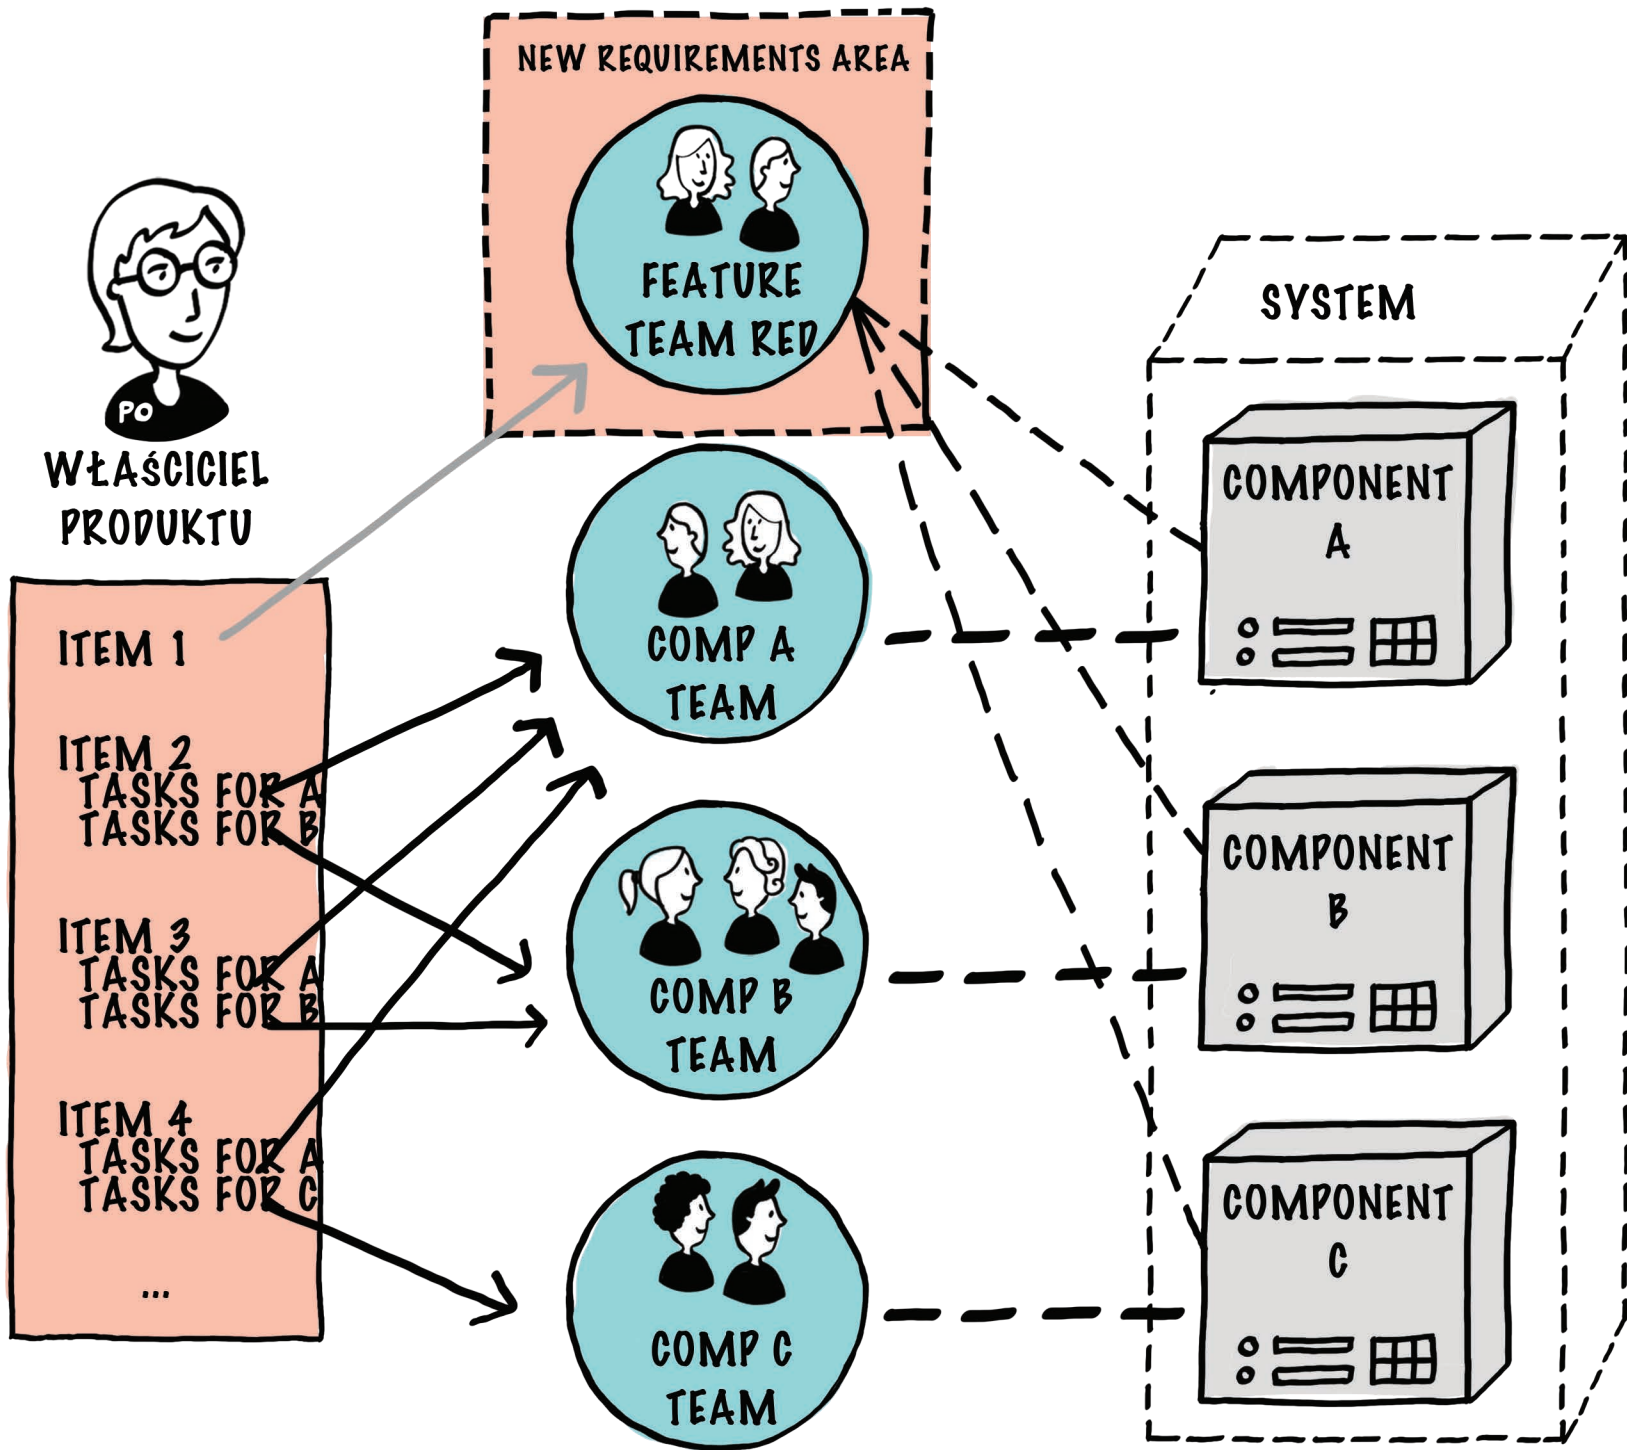 NEW REQUIREMENTS AREA
FEATURE
TEAM RED
PO
WŁAŚCICIEL
PRODUKTU
ITEM 1
ITEM 2
TASKS FOR A
TASKS FOR B
ITEM 3
TASKS FOR A
TASKS FOR B
ITEM 4
TASKS FOR A
TASKS FOR C
...
COMP A
TEAM
COMP B
TEAM
COMP C
TEAM
SYSTEM
COMPONENT
A
COMPONENT
B
COMPONENT
C